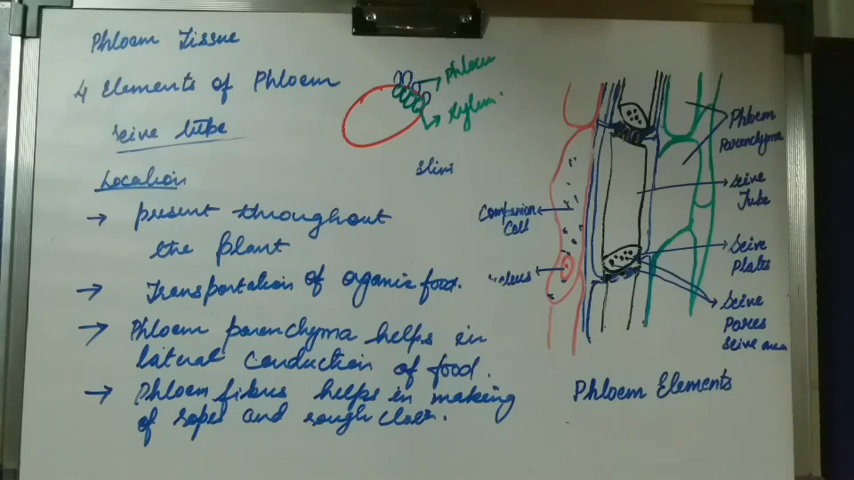 Phloem Tissue
4 Elements of Phloem
seive tube
Location
→ present throughout
the plant
→ Transportation of organic food.
→ Phloem parenchyma helps in
lateral conduction of food.
→ Phloem fibres helps in making
of ropes and rough
Phloem
Xylem.
slim
Companion
Cell
Phloem
Parenchyma
Seive
Tube
Seive
Plate
Seive
Pores
Seive area
Phloem Elements